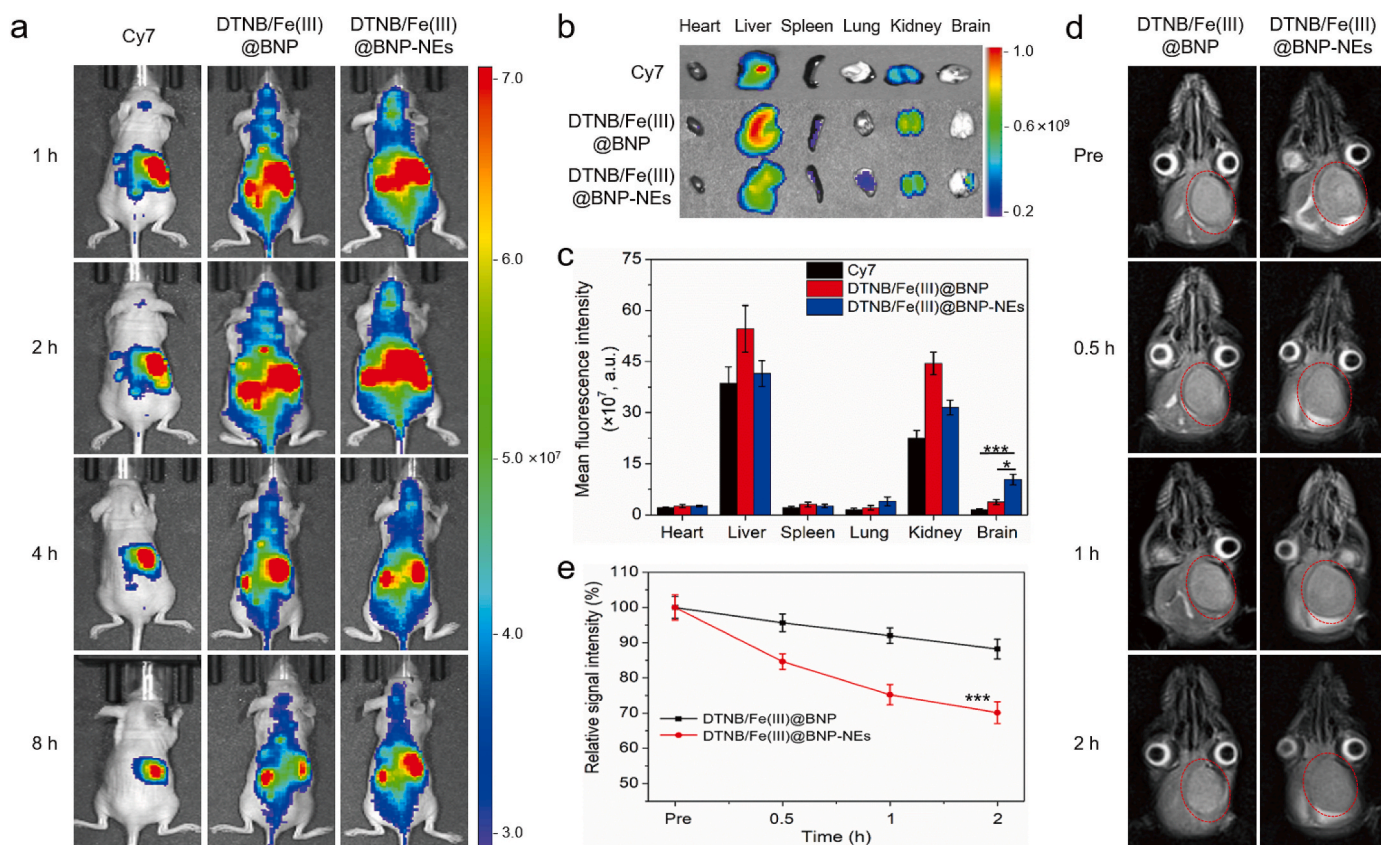 a
Cy7
DTNB/Fe(III)
@BNP
DTNB/Fe(III)
@BNP-NEs
1 h
2 h
4 h
8 h
7.0
6.0
5.0 ×10⁷
4.0
3.0
b
Heart Liver Spleen Lung Kidney Brain
Cy7
DTNB/Fe(III)
@BNP
DTNB/Fe(III)
@BNP-NEs
1.0
0.6 ×10⁹
0.2
c
Mean fluorescence intensity
(×10⁷, a.u.)
75
60
45
30
15
0
Cy7
DTNB/Fe(III)@BNP
DTNB/Fe(III)@BNP-NEs
***
*
Heart Liver Spleen Lung Kidney Brain
e
Relative signal intensity (%)
110
100
90
80
70
60
50
***
DTNB/Fe(III)@BNP
DTNB/Fe(III)@BNP-NEs
Pre 0.5 1 2
Time (h)
d
DTNB/Fe(III)
@BNP
DTNB/Fe(III)
@BNP-NEs
Pre
0.5 h
1 h
2 h